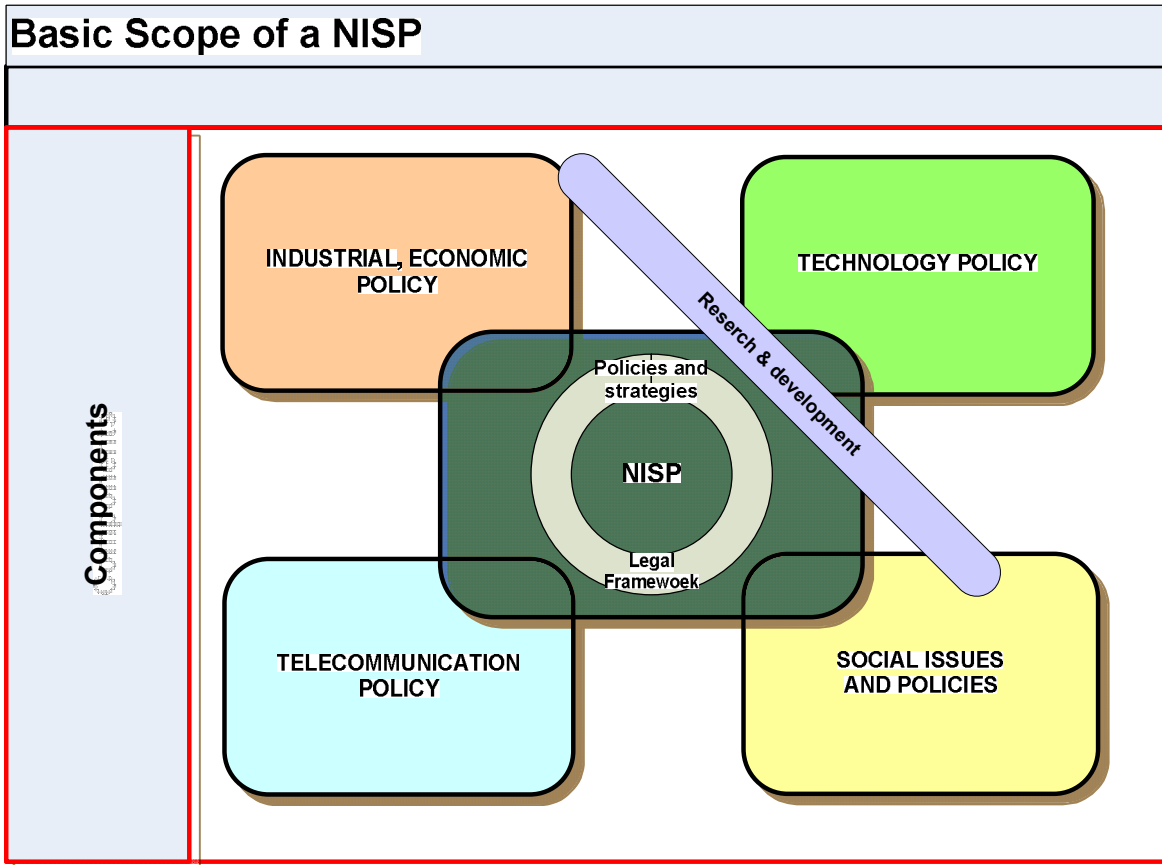 Basic Scope of a NISP
Components
INDUSTRIAL, ECONOMIC
POLICY
TECHNOLOGY POLICY
Reserch & development
Policies and
strategies
NISP
Legal
Framewoek
TELECOMMUNICATION
POLICY
SOCIAL ISSUES
AND POLICIES